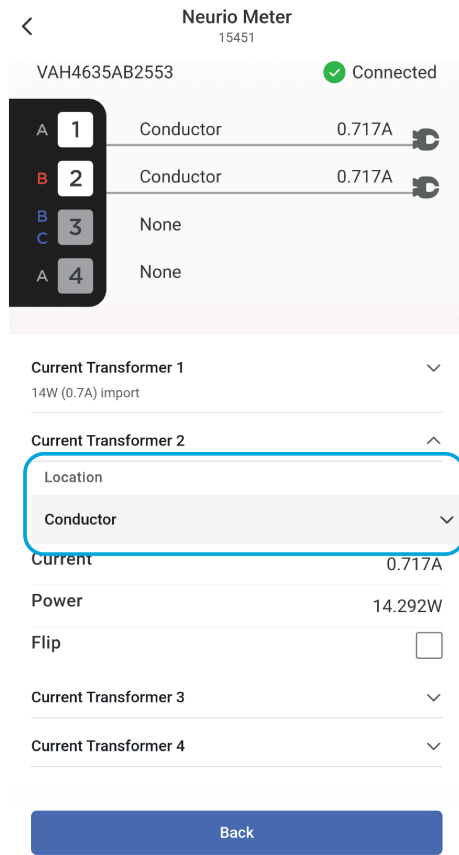 Neurio Meter
15451
VAH4635AB2553 Connected
A 1 Conductor 0.717A
B 2 Conductor 0.717A
B C 3 None
A 4 None
Current Transformer 1
14W (0.7A) import
Current Transformer 2
Location
Conductor
Current 0.717A
Power 14.292W
Flip
Current Transformer 3
Current Transformer 4
Back